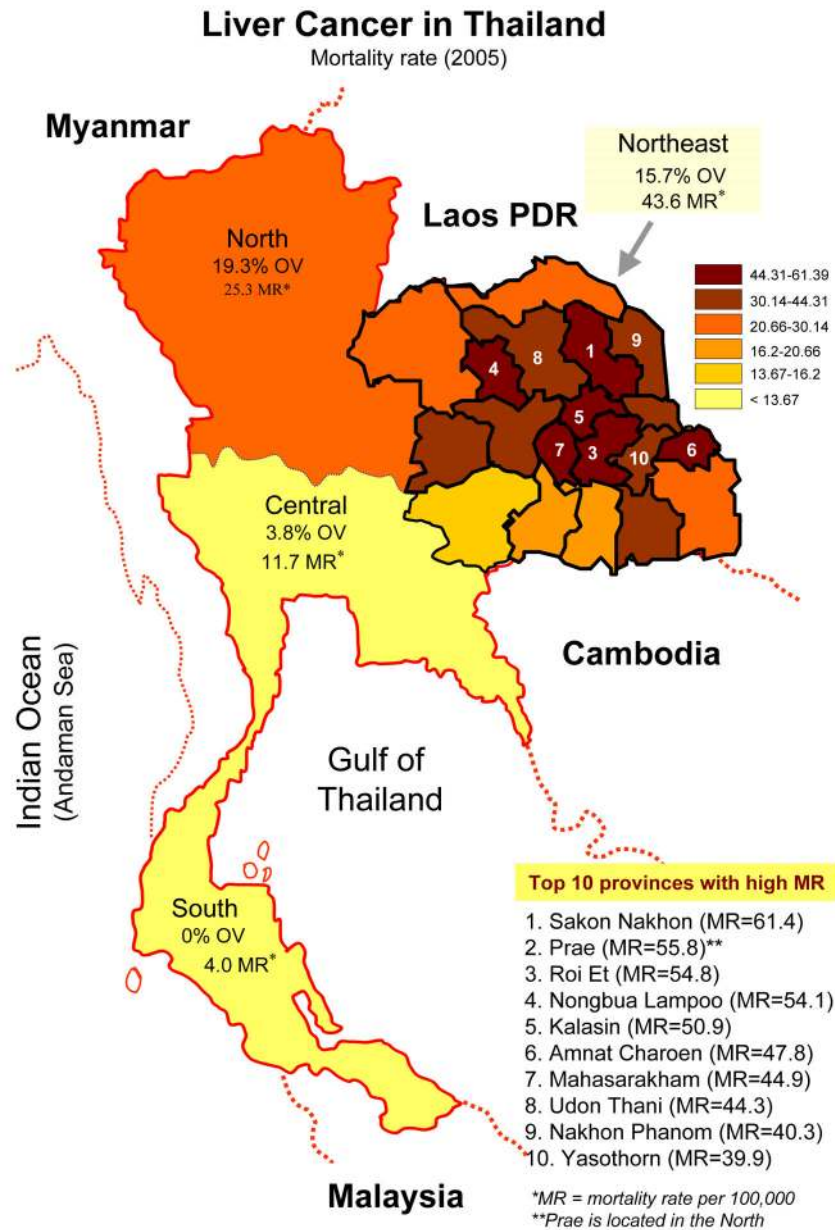 Liver Cancer in Thailand
Mortality rate (2005)
Myanmar
Northeast
15.7% OV
43.6 MR*
Laos PDR
North
19.3% OV
25.3 MR*
44.31-61.39
30.14-44.31
20.66-30.14
16.2-20.66
13.67-16.2
< 13.67
9
1
8
4
5
7
3
10
6
Central
3.8% OV
11.7 MR*
Cambodia
Indian Ocean
(Andaman Sea)
Gulf of
Thailand
South
0% OV
4.0 MR*
Malaysia
Top 10 provinces with high MR
1. Sakon Nakhon (MR=61.4)
2. Prae (MR=55.8)**
3. Roi Et (MR=54.8)
4. Nongbua Lampoo (MR=54.1)
5. Kalasin (MR=50.9)
6. Amnat Charoen (MR=47.8)
7. Mahasarakham (MR=44.9)
8. Udon Thani (MR=44.3)
9. Nakhon Phanom (MR=40.3)
10. Yasothorn (MR=39.9)
*MR = mortality rate per 100,000
**Prae is located in the North